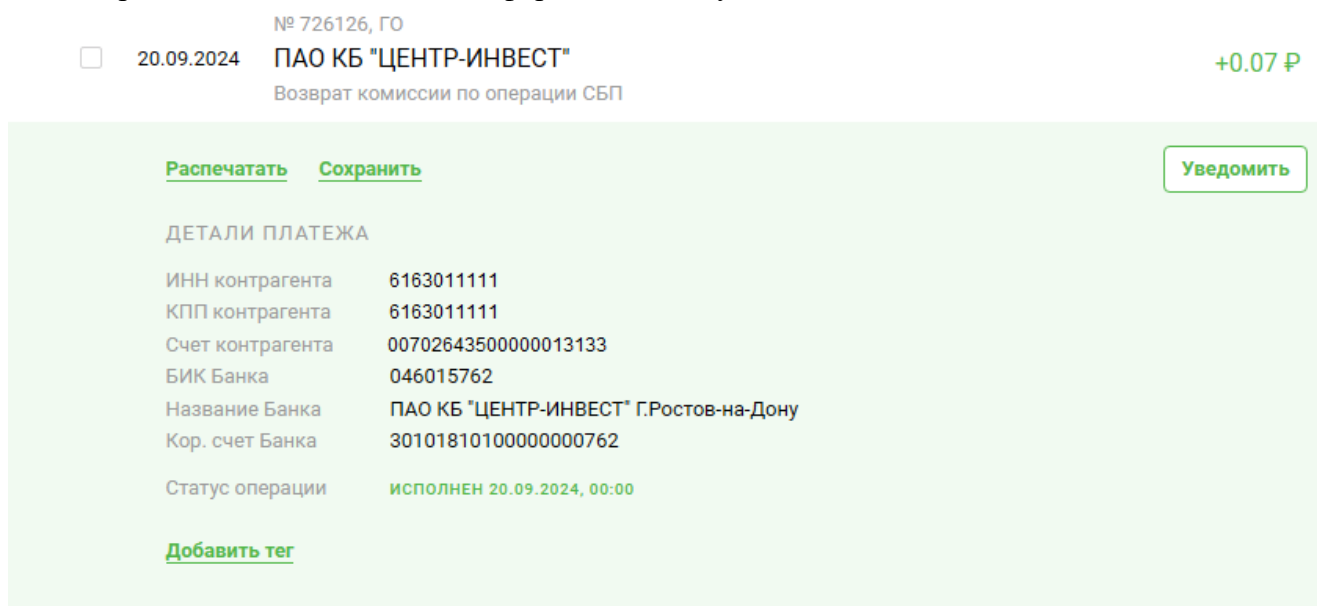 № 726126, ГО
20.09.2024 ПАО КБ "ЦЕНТР-ИНВЕСТ" +0.07 ₽
Возврат комиссии по операции СБП
Распечатать Сохранить Уведомить
ДЕТАЛИ ПЛАТЕЖА
ИНН контрагента 6163011111
КПП контрагента 6163011111
Счет контрагента 00702643500000013133
БИК Банка 046015762
Название Банка ПАО КБ "ЦЕНТР-ИНВЕСТ" Г.Ростов-на-Дону
Кор. счет Банка 30101810100000000762
Статус операции ИСПОЛНЕН 20.09.2024, 00:00
Добавить тег